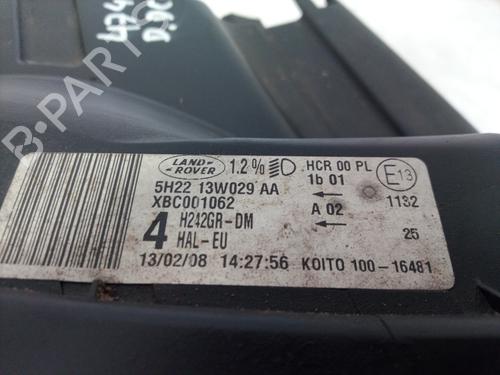 B-PARTS
LAND ROVER
1.2%
HCR 00 PL
E13
5H22 13W029 AA
1b 01
1132
XBC001062
A 02
4
H242GR-DM
HAL-EU
25
13/02/08 14:27:56
KOITO 100-16481